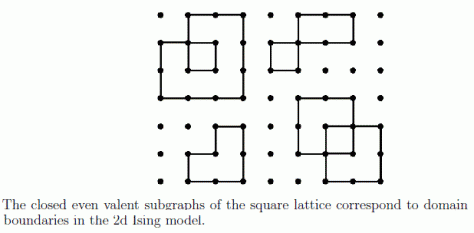 The closed even valent subgraphs of the square lattice correspond to domain
boundaries in the 2d Ising model.